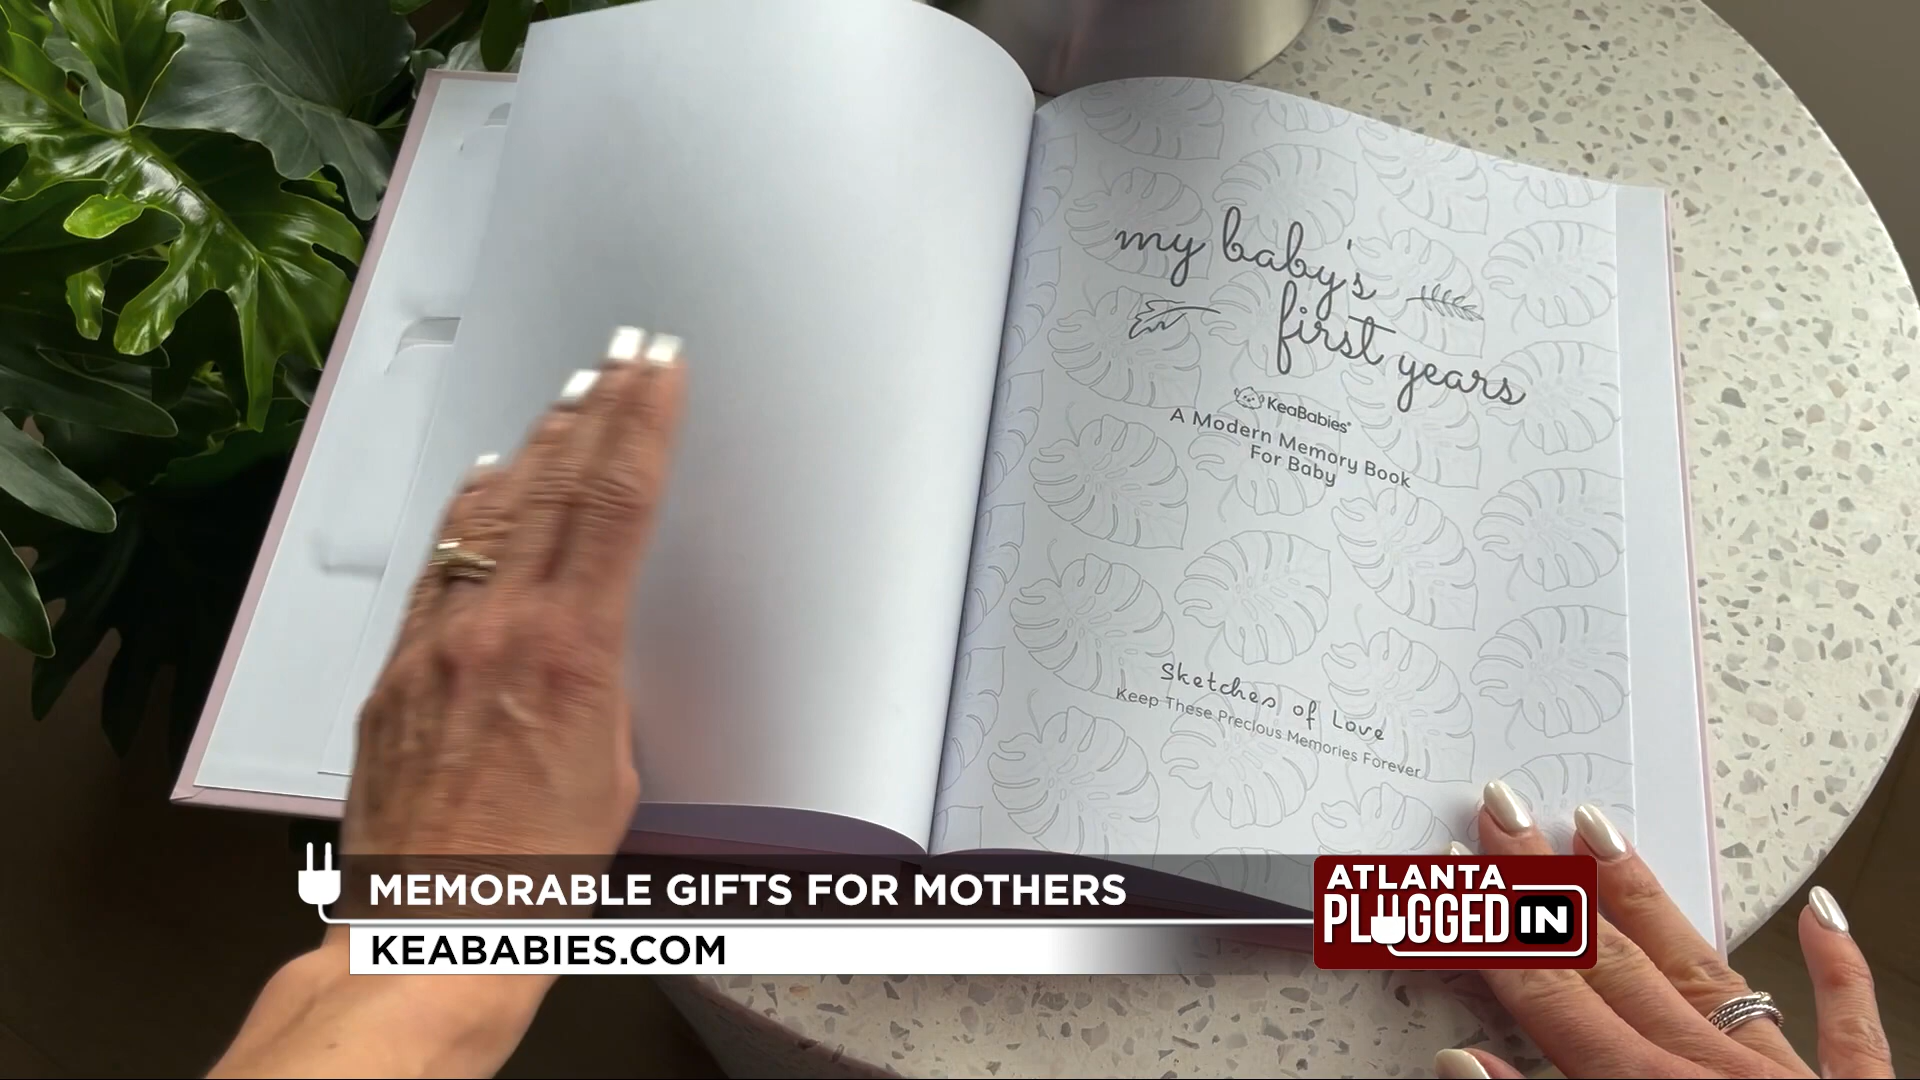 my baby's
first years
KeaBabies®
A Modern Memory Book
For Baby
Sketches of Love
Keep These Precious Memories Forever
MEMORABLE GIFTS FOR MOTHERS
KEABABIES.COM
ATLANTA
PLUGGED IN